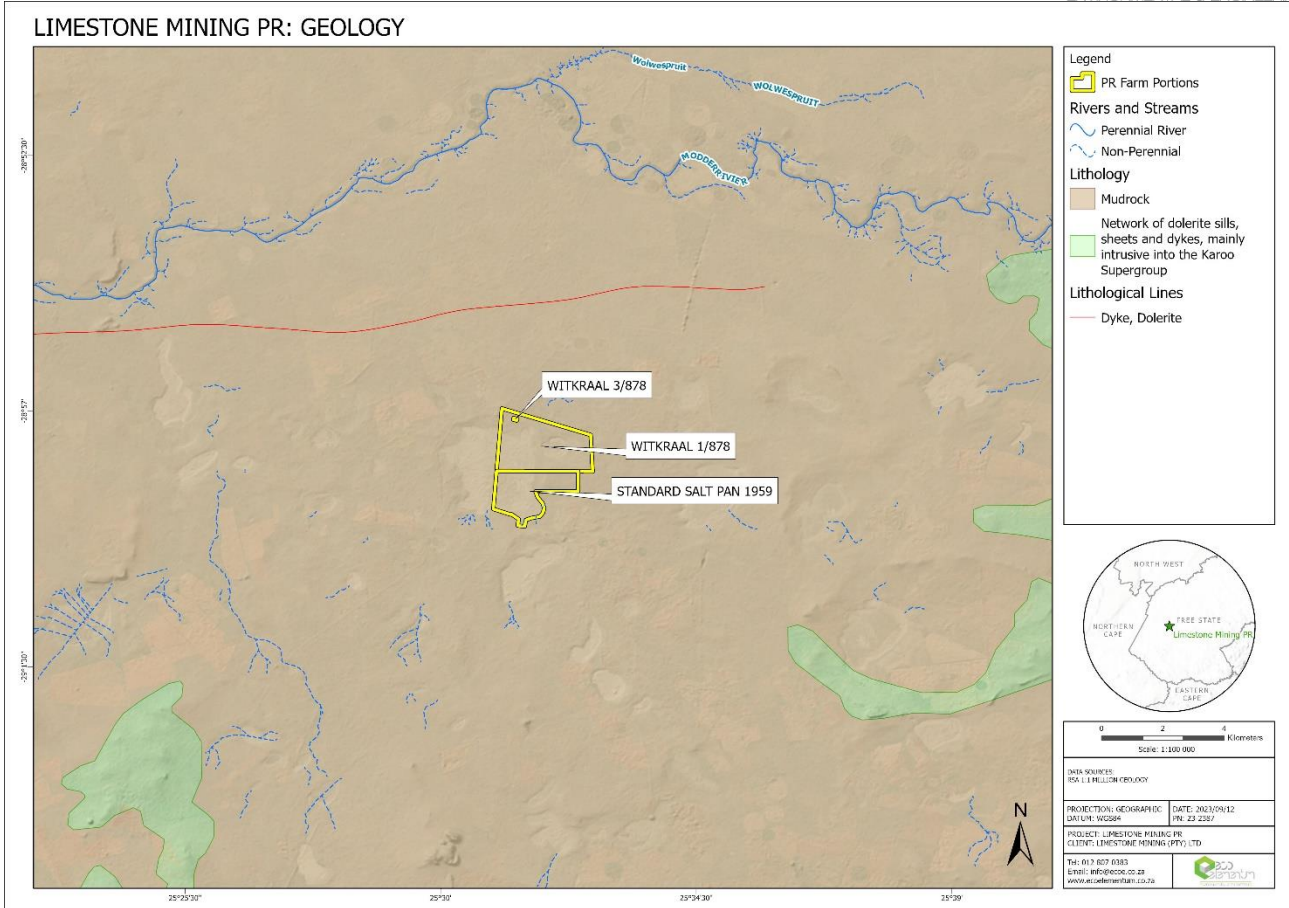 LIMESTONE MINING PR: GEOLOGY
Wolwespruit
WOLWESPRUIT
MODDERRIVIER
WITKRAAL 3/878
WITKRAAL 1/878
STANDARD SALT PAN 1959
-28°52'30"
-28°57'
-29°1'30"
25°25'30"
25°30'
25°34'30"
25°39'
N
Legend
PR Farm Portions
Rivers and Streams
Perennial River
Non-Perennial
Lithology
Mudrock
Network of dolerite sills,
sheets and dykes, mainly
intrusive into the Karoo
Supergroup
Lithological Lines
Dyke, Dolerite
NORTH WEST
NORTHERN
CAPE
FREE STATE
Limestone Mining PR
EASTERN
CAPE
0 2 4
Kilometers
Scale: 1:100 000
DATA SOURCES:
RSA 1:1 MILLION GEOLOGY
PROJECTION: GEOGRAPHIC
DATUM: WGS84
DATE: 2023/09/12
PN: 23 2387
PROJECT: LIMESTONE MINING PR
CLIENT: LIMESTONE MINING (PTY) LTD
Tel: 012 807 0383
Email: info@ecoe.co.za
www.ecoelementum.co.za
eco
elementum